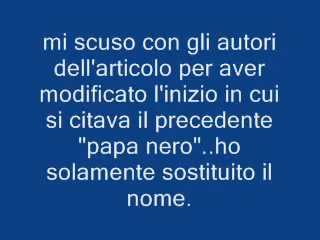 mi scuso con gli autori
dell'articolo per aver
modificato l'inizio in cui
si citava il precedente
"papa nero"..ho
solamente sostituito il
nome.